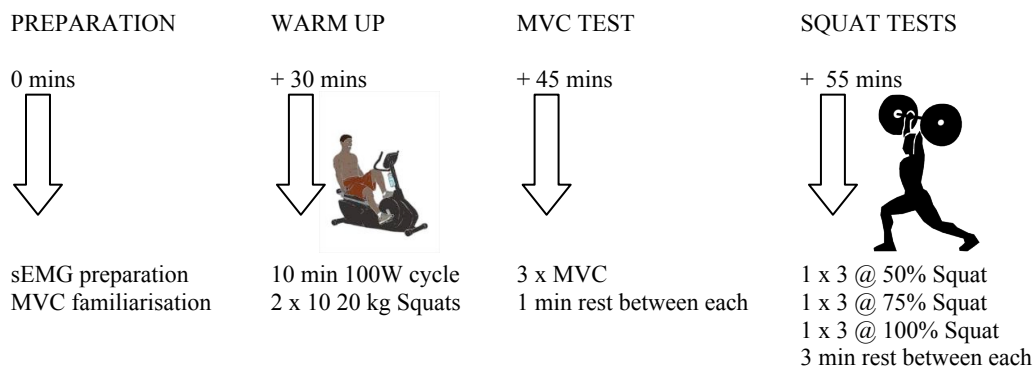 PREPARATION
0 mins
sEMG preparation
MVC familiarisation
WARM UP
+ 30 mins
10 min 100W cycle
2 x 10 20 kg Squats
MVC TEST
+ 45 mins
3 x MVC
1 min rest between each
SQUAT TESTS
+ 55 mins
1 x 3 @ 50% Squat
1 x 3 @ 75% Squat
1 x 3 @ 100% Squat
3 min rest between each